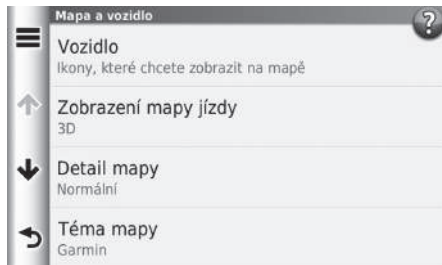 Mapa a vozidlo
?
Vozidlo
Ikony, které chcete zobrazit na mapě
Zobrazení mapy jízdy
3D
Detail mapy
Normální
Téma mapy
Garmin